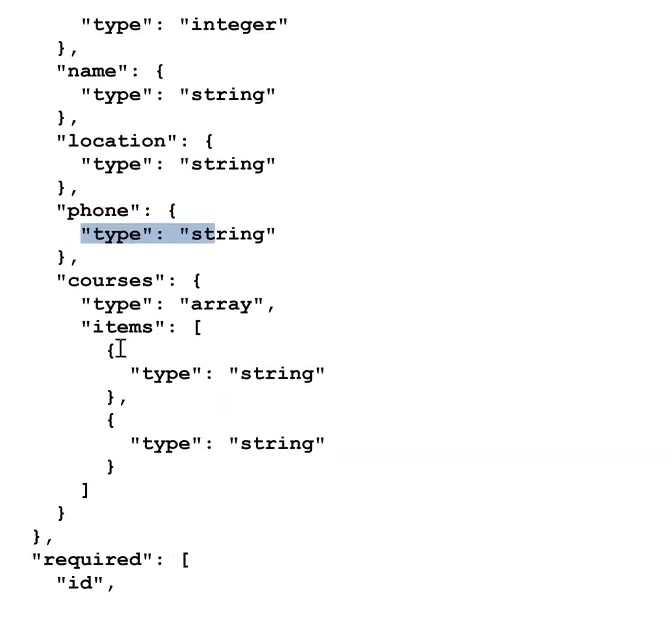 "type": "integer"
},
"name": {
"type": "string"
},
"location": {
"type": "string"
},
"phone": {
"type": "string"
},
"courses": {
"type": "array",
"items": [
{
"type": "string"
},
{
"type": "string"
}
]
}
},
"required": [
"id",